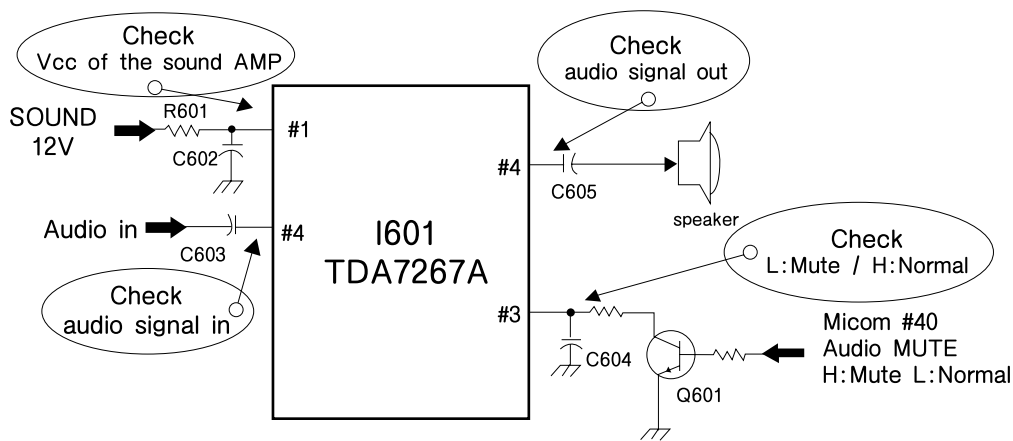 Check
Vcc of the sound AMP
Check
audio signal out
SOUND
12V
R601
#1
C602
#4
C605
speaker
Audio in
C603
#4
I601
TDA7267A
Check
L:Mute / H:Normal
Check
audio signal in
#3
C604
Q601
Micom #40
Audio MUTE
H:Mute L:Normal